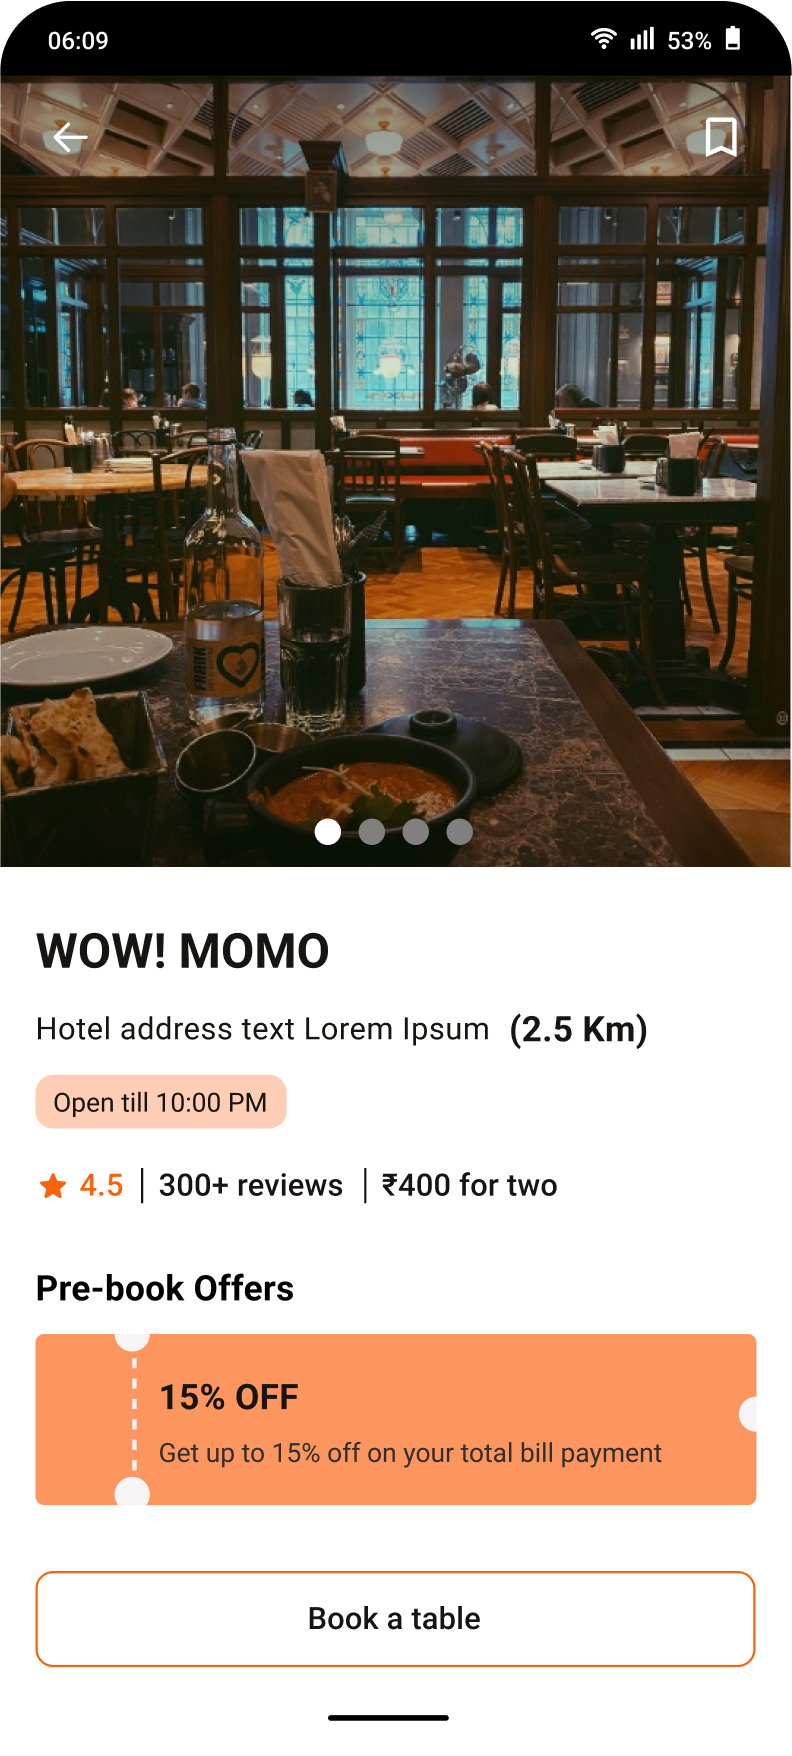 06:09 53%
FRANK
WOW! MOMO
Hotel address text Lorem Ipsum (2.5 Km)
Open till 10:00 PM
4.5 | 300+ reviews | ₹400 for two
Pre-book Offers
15% OFF
Get up to 15% off on your total bill payment
Book a table